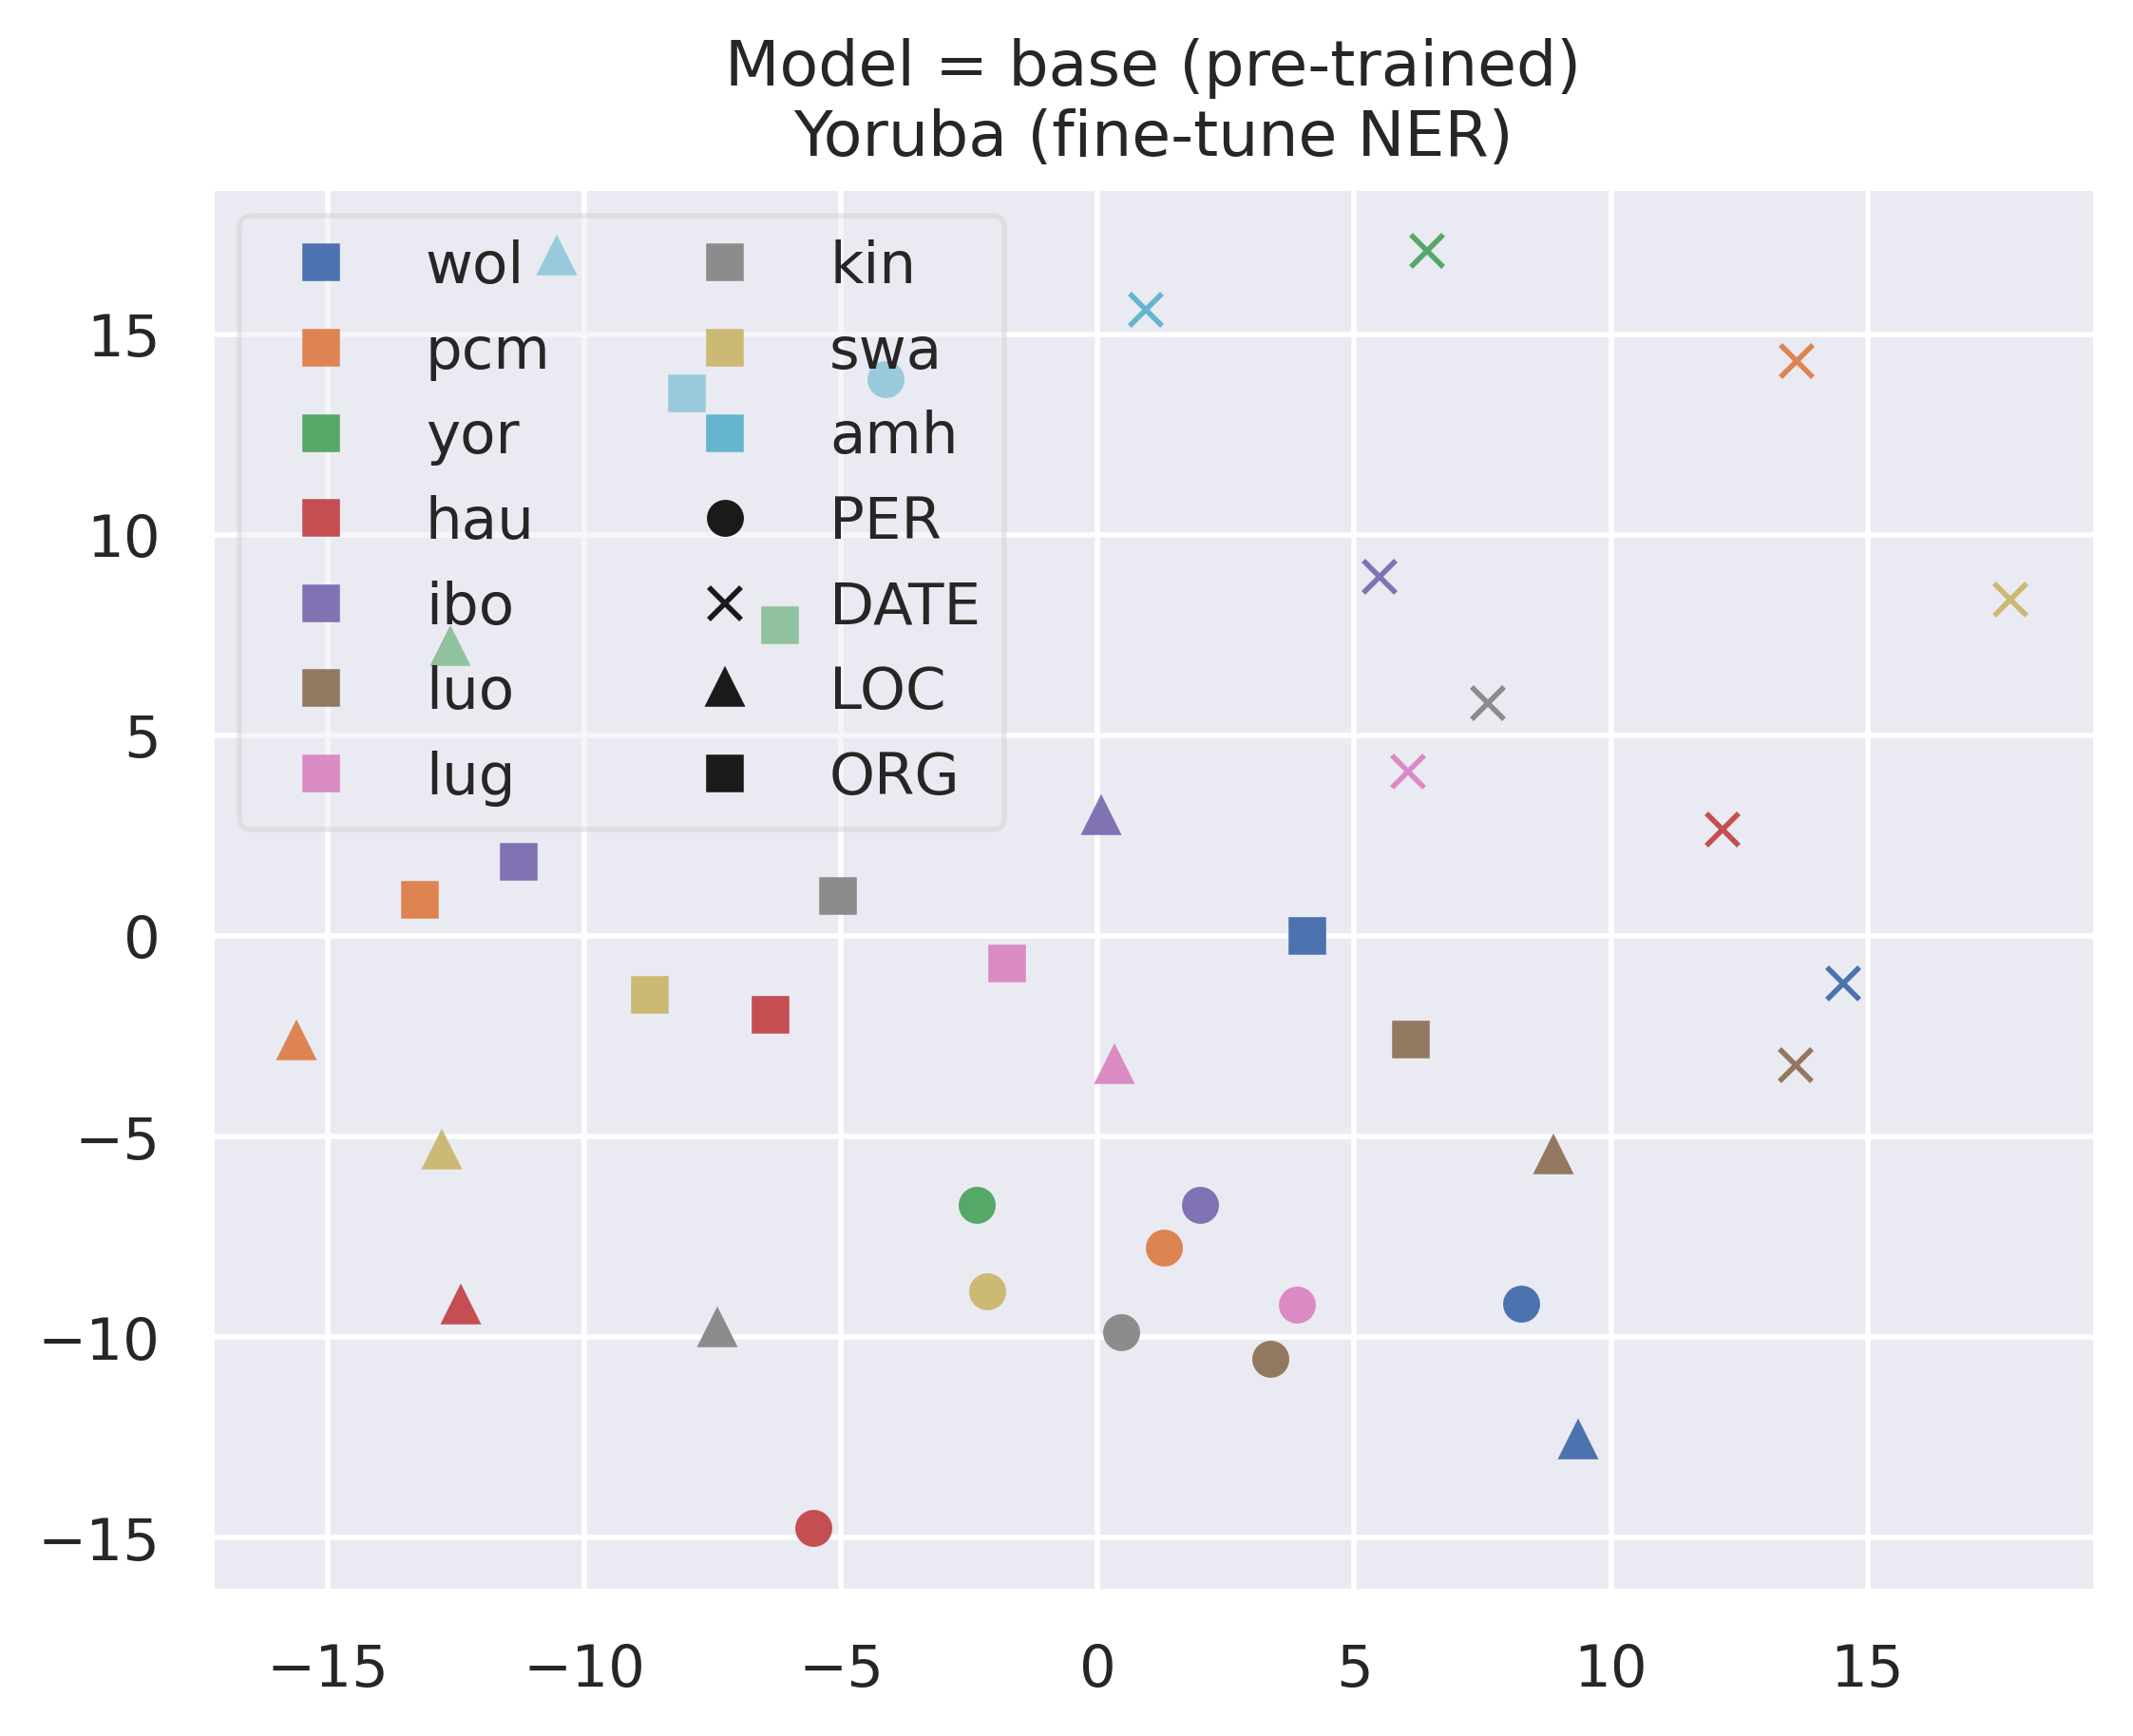 Model = base (pre-trained)
Yoruba (fine-tune NER)
wol
pcm
yor
hau
ibo
luo
lug
kin
swa
amh
PER
DATE
LOC
ORG
15
10
5
0
−5
−10
−15
−15 −10 −5 0 5 10 15